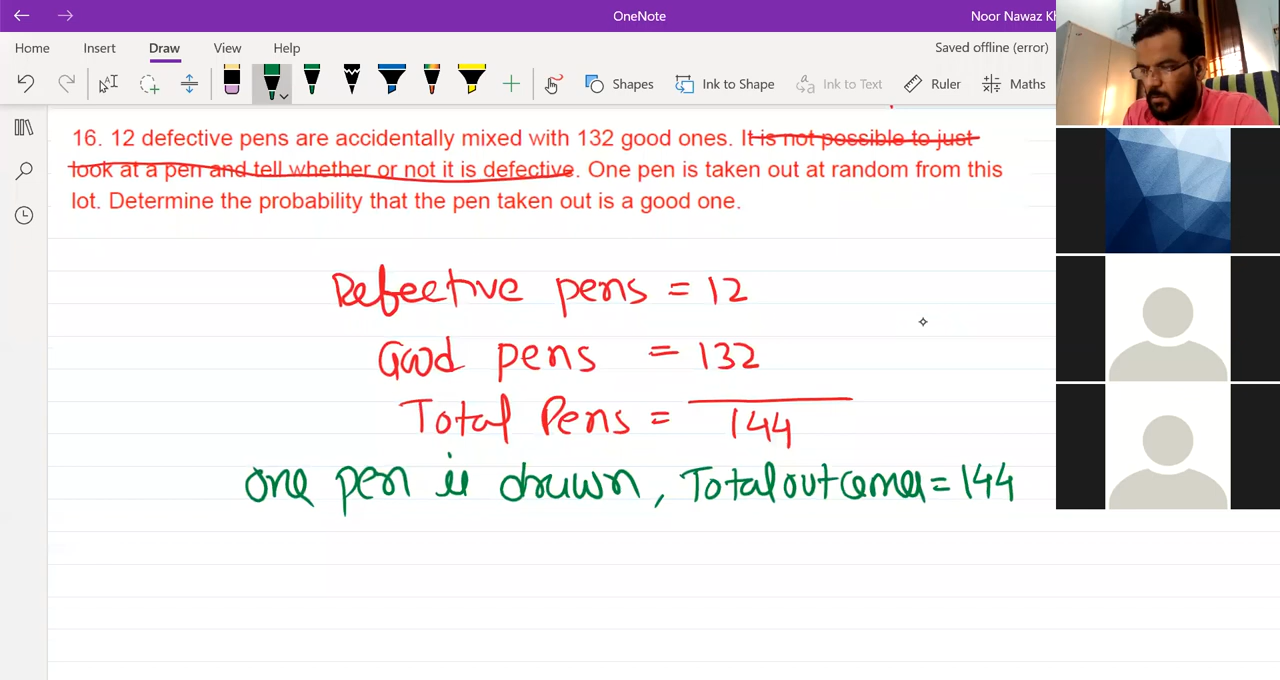 OneNote
Noor Nawaz Kh
Home Insert Draw View Help
Saved offline (error)
Shapes Ink to Shape Ink to Text Ruler Maths
16. 12 defective pens are accidentally mixed with 132 good ones. It is not possible to just
look at a pen and tell whether or not it is defective. One pen is taken out at random from this
lot. Determine the probability that the pen taken out is a good one.
Defective pens = 12
Good pens = 132
Total Pens = 144
One pen is drawn, Total outcomes = 144